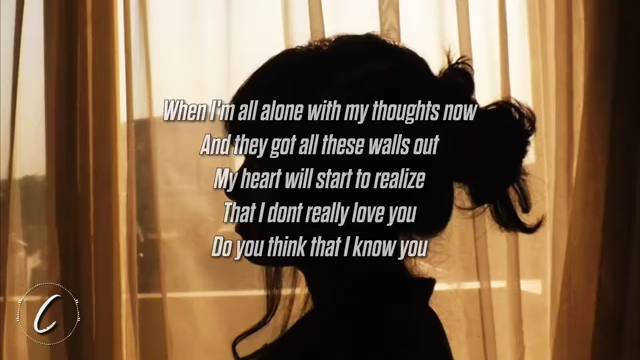 When I'm all alone with my thoughts now
And they got all these walls out
My heart will start to realize
That I dont really love you
Do you think that I know you
C